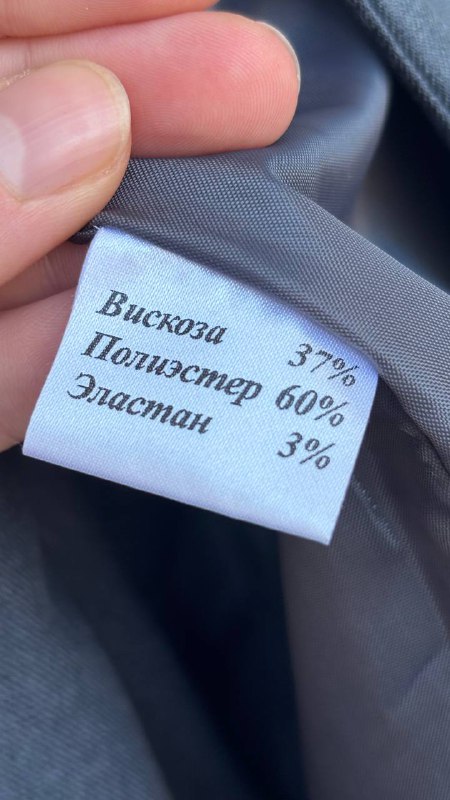 Вискоза 37%
Полиэстер 60%
Эластан 3%